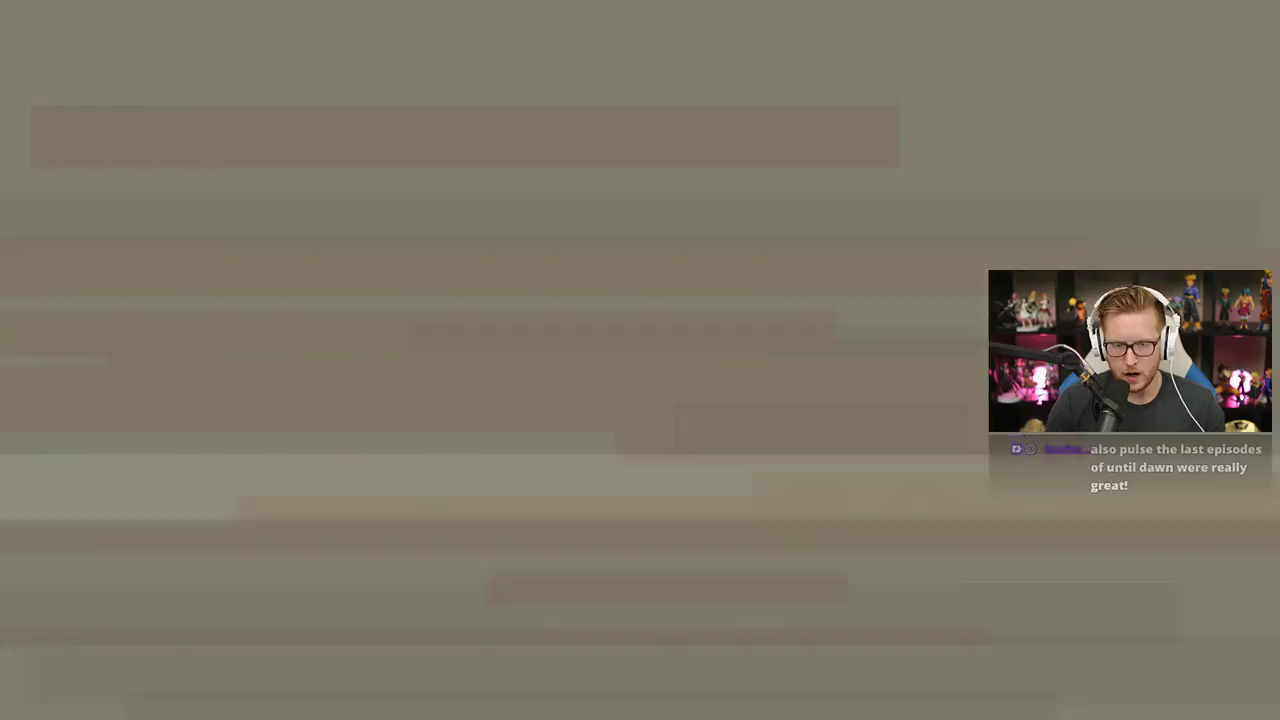 also pulse the last episodes
of until dawn were really
great!